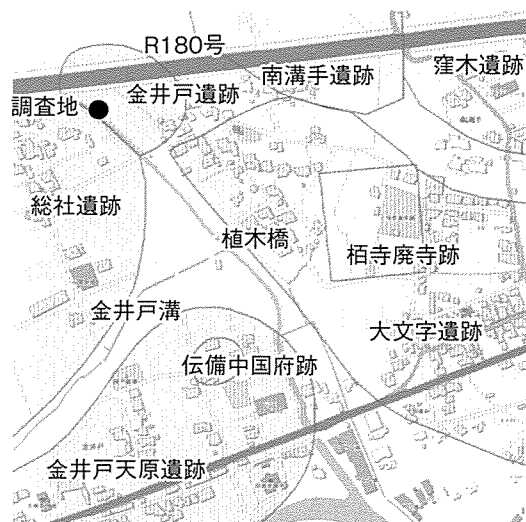 R180号
窪木遺跡
南溝手遺跡
金井戸遺跡
調査地
総社遺跡
植木橋
栢寺廃寺跡
金井戸溝
大文字遺跡
伝備中国府跡
金井戸天原遺跡